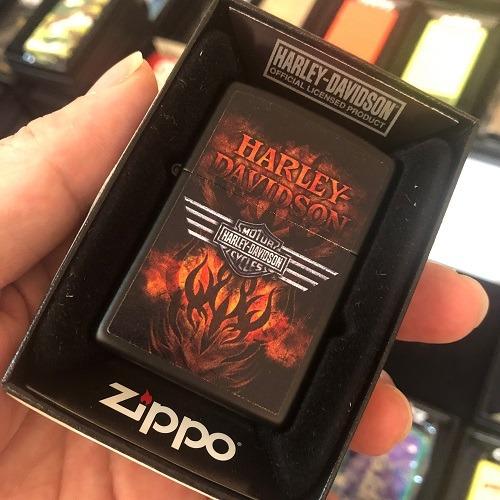 HARLEY-DAVIDSON
OFFICIAL LICENSED PRODUCT
HARLEY-
DAVIDSON
MOTOR
HARLEY-DAVIDSON
CYCLES
Zippo